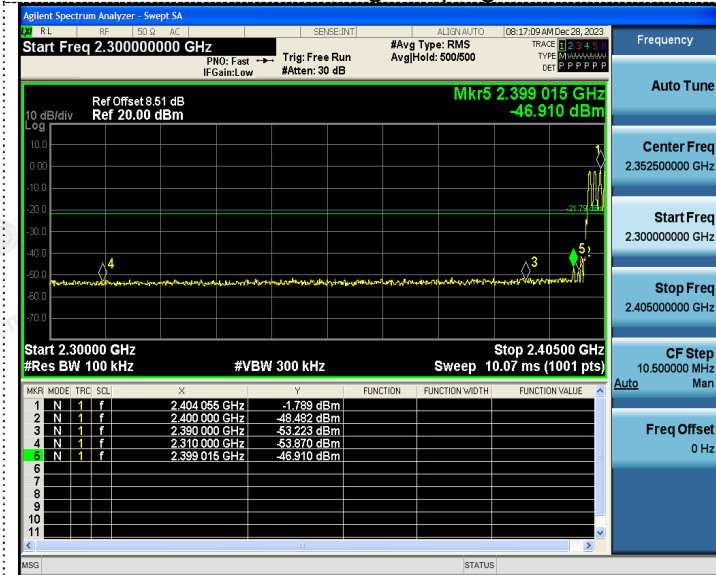 Agilent Spectrum Analyzer - Swept SA
LXI RL RF 50 Ω AC SENSE:INT ALIGN AUTO 08:17:09 AM Dec 28, 2023
Start Freq 2.300000000 GHz
PNO: Fast
IFGain:Low
Trig: Free Run
#Atten: 30 dB
#Avg Type: RMS
Avg|Hold: 500/500
TRACE 1 2 3 4 5 6
TYPE M
DET P P P P P P
Ref Offset 8.51 dB
Ref 20.00 dBm
10 dB/div
Log
Mkr5 2.399 015 GHz
-46.910 dBm
10.0
0.00
-10.0
-20.0
-30.0
-40.0
-50.0
-60.0
-70.0
-21.79 dBm
1
4
3
5
2
Start 2.30000 GHz
Stop 2.40500 GHz
#Res BW 100 kHz
#VBW 300 kHz
Sweep 10.07 ms (1001 pts)
MKR MODE TRC SCL X Y FUNCTION FUNCTION WIDTH FUNCTION VALUE
1 N 1 f 2.404 055 GHz -1.789 dBm
2 N 1 f 2.400 000 GHz -48.482 dBm
3 N 1 f 2.390 000 GHz -53.223 dBm
4 N 1 f 2.310 000 GHz -53.870 dBm
5 N 1 f 2.399 015 GHz -46.910 dBm
6
7
8
9
10
11
MSG
STATUS
Frequency
Auto Tune
Center Freq
2.352500000 GHz
Start Freq
2.300000000 GHz
Stop Freq
2.405000000 GHz
CF Step
10.500000 MHz
Auto Man
Freq Offset
0 Hz